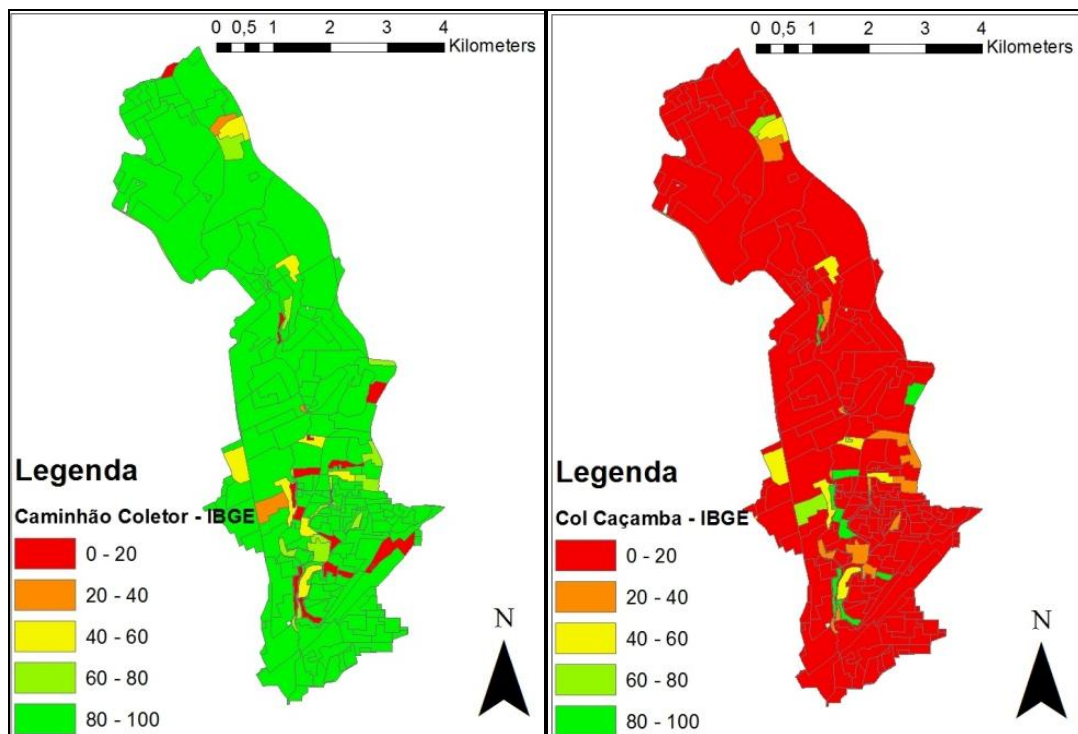 0 0,5 1 2 3 4
Kilometers
Legenda
Caminhão Coletor - IBGE
0 - 20
20 - 40
40 - 60
60 - 80
80 - 100
N
0 0,5 1 2 3 4
Kilometers
Legenda
Col Caçamba - IBGE
0 - 20
20 - 40
40 - 60
60 - 80
80 - 100
N